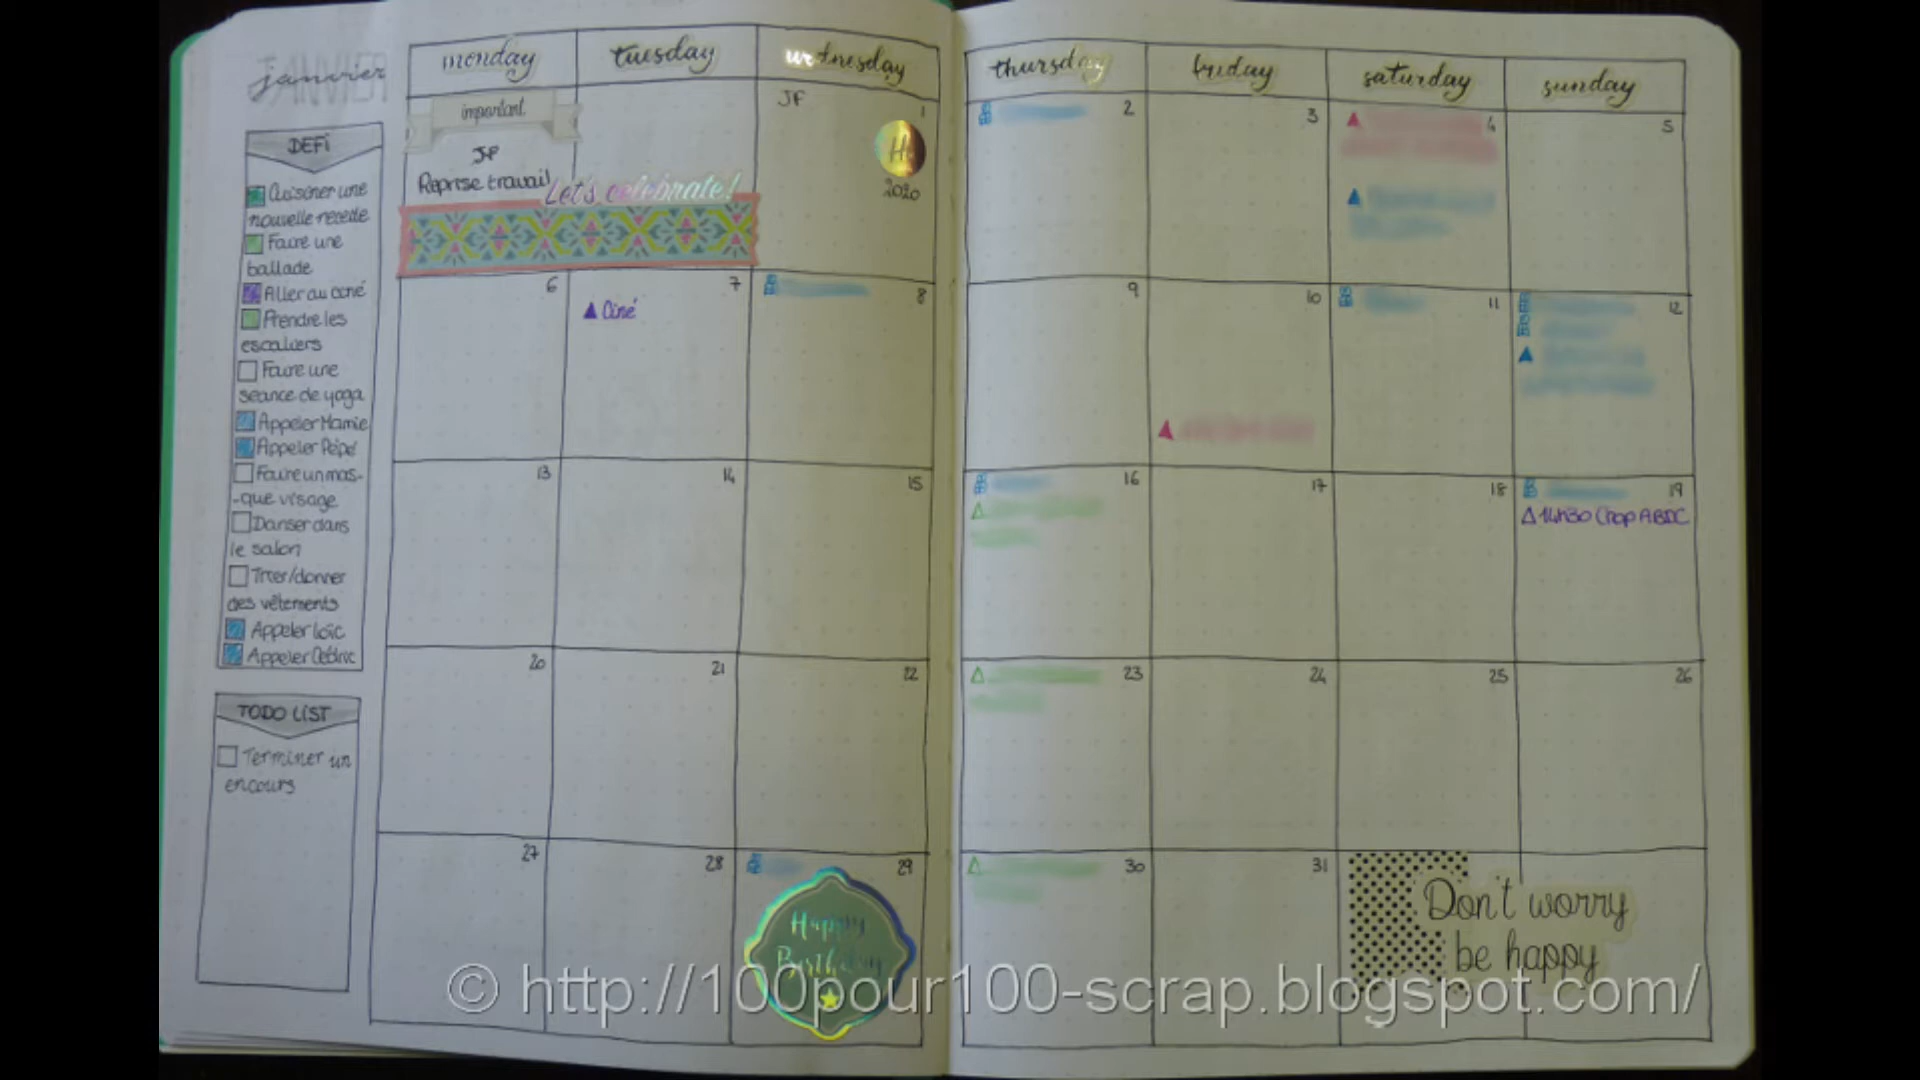 janvier
JANVIER
DEFi
Cuisiner une
nouvelle recette
Faire une
ballade
Aller au ciné
Prendre les
escaliers
Faire une
seance de yoga
Appeler Mamie
Appeler Pépé
Faire un mas-
-que visage
Danser dans
le salon
Trier/donner
des vêtements
Appeler Loïc
Appeler Cédric
TODO LiST
Terminer un
encours
monday tuesday wednesday thursday friday saturday sunday
important
JF
Reprise travail
Let's celebrate!
JF 1
2020
2 3 4 5
6 7 8 9 10 11 12
Ciné
13 14 15 16 17 18 19
14h30 Crop ABDC
20 21 22 23 24 25 26
27 28 29 30 31
Happy
Birthday
Don't worry
be happy
© http://100pour100-scrap.blogspot.com/